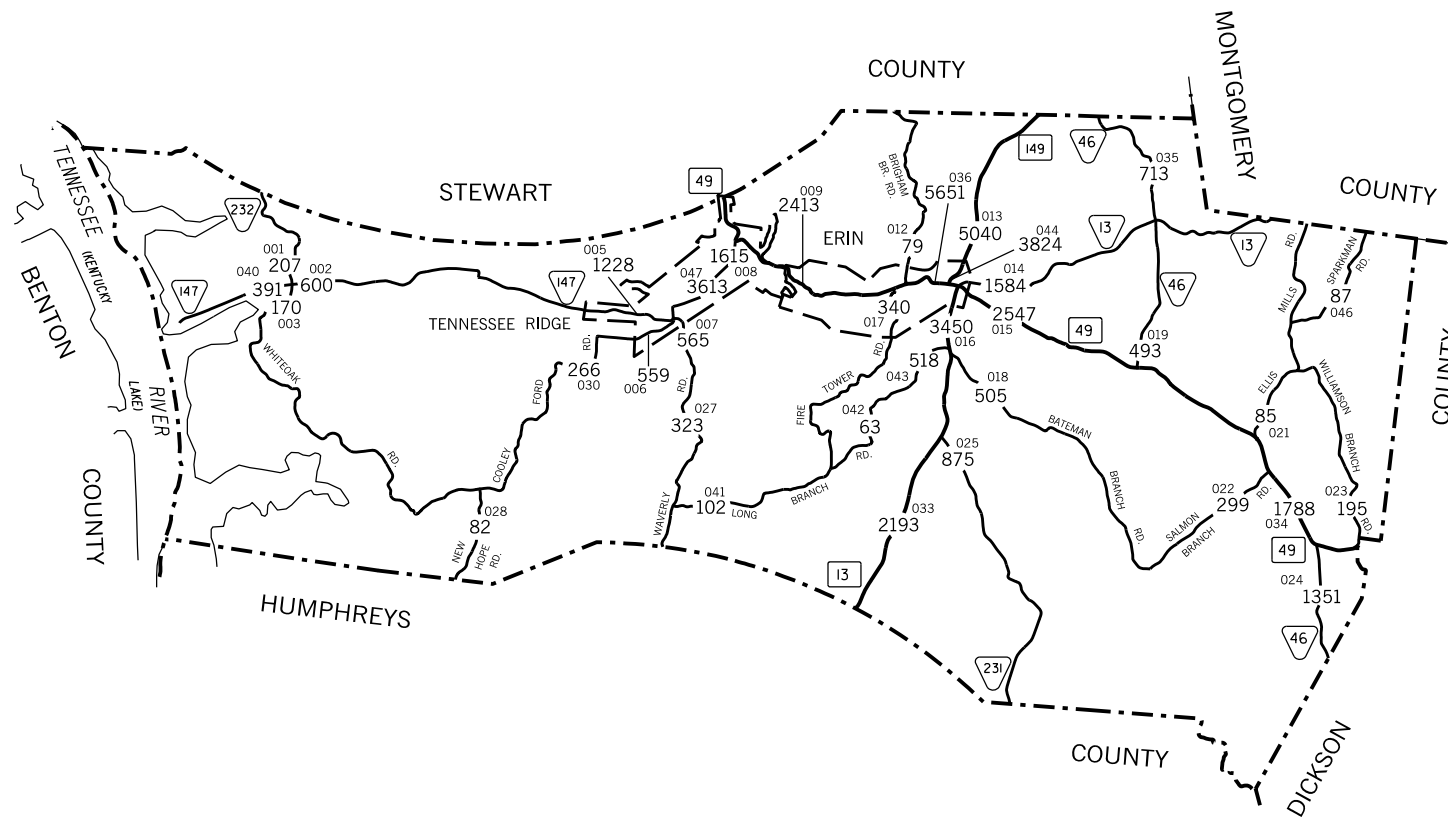 MONTGOMERY
COUNTY
COUNTY
TENNESSEE
(KENTUCKY
LAKE)
RIVER
BENTON
COUNTY
STEWART
49
009
2413
BRIGHAM
BR. RD.
036
5651
149
46
035
713
232
001
207
040
391
002
600
170
003
147
005
1228
147
1615
008
047
3613
ERIN
012
79
013
5040
044
3824
13
13
014
1584
2547
015
46
MILLS
RD.
SPARKMAN
RD.
87
046
TENNESSEE RIDGE
007
565
340
017
3450
016
49
019
493
COUNTY
WHITEOAK
RD.
266
030
RD.
FORD
COOLEY
006
559
RD.
027
323
WAVERLY
RD.
TOWER
FIRE
518
043
042
63
RD.
BRANCH
LONG
041
102
018
505
BATEMAN
BRANCH
RD.
ELLIS
85
021
WILLIAMSON
BRANCH
RD.
025
875
022
299
RD.
SALMON
BRANCH
023
195
1788
034
49
028
82
NEW
HOPE
RD.
033
2193
13
024
1351
46
HUMPHREYS
231
COUNTY
DICKSON